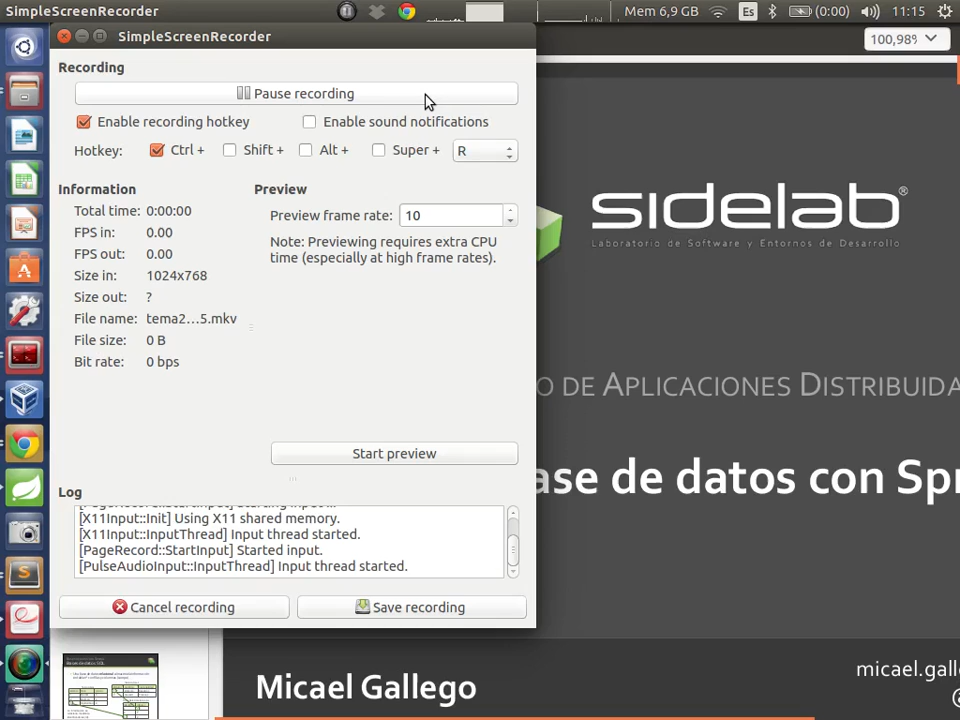 SimpleScreenRecorder
Mem 6,9 GB
Es
(0:00)
11:15
100,98%
SimpleScreenRecorder
Recording
Pause recording
Enable recording hotkey
Enable sound notifications
Hotkey: Ctrl + Shift + Alt + Super + R
Information
Total time: 0:00:00
FPS in: 0.00
FPS out: 0.00
Size in: 1024x768
Size out: ?
File name: tema2...5.mkv
File size: 0 B
Bit rate: 0 bps
Preview
Preview frame rate: 10
Note: Previewing requires extra CPU
time (especially at high frame rates).
Start preview
Log
[X11Input::Init] Using X11 shared memory.
[X11Input::InputThread] Input thread started.
[PageRecord::StartInput] Started input.
[PulseAudioInput::InputThread] Input thread started.
Cancel recording
Save recording
sidelab®
Laboratorio de Software y Entornos de Desarrollo
O DE APLICACIONES DISTRIBUIDA
ase de datos con Spr
Micael Gallego
micael.galle
@